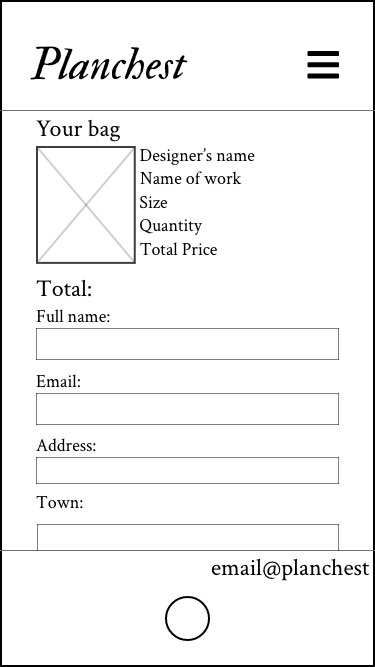 Planchest
Your bag
Designer's name
Name of work
Size
Quantity
Total Price
Total:
Full name:
Email:
Address:
Town:
email@planchest